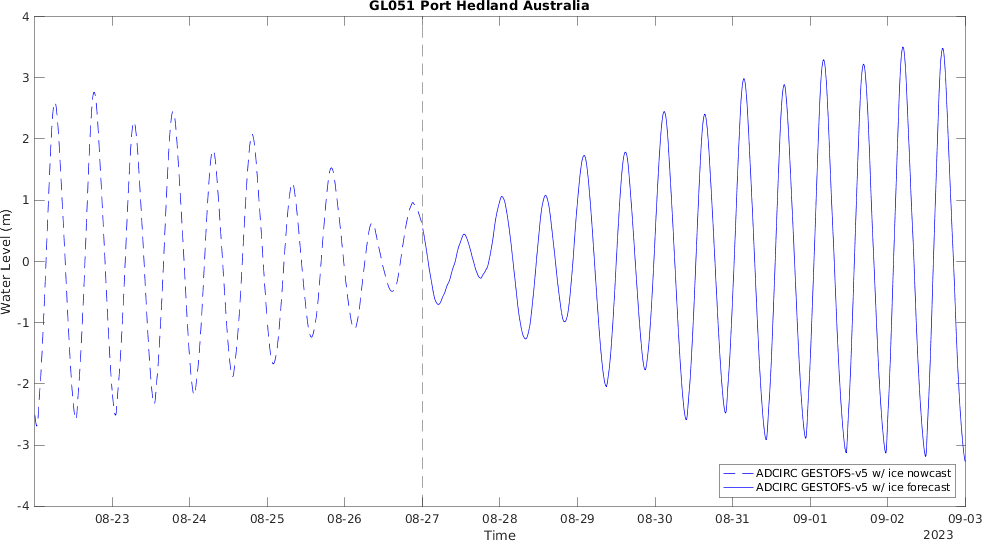 GL051 Port Hedland Australia
4
3
2
1
0
-1
-2
-3
-4
Water Level (m)
08-23 08-24 08-25 08-26 08-27 08-28 08-29 08-30 08-31 09-01 09-02 09-03
Time
2023
ADCIRC GESTOFS-v5 w/ ice nowcast
ADCIRC GESTOFS-v5 w/ ice forecast